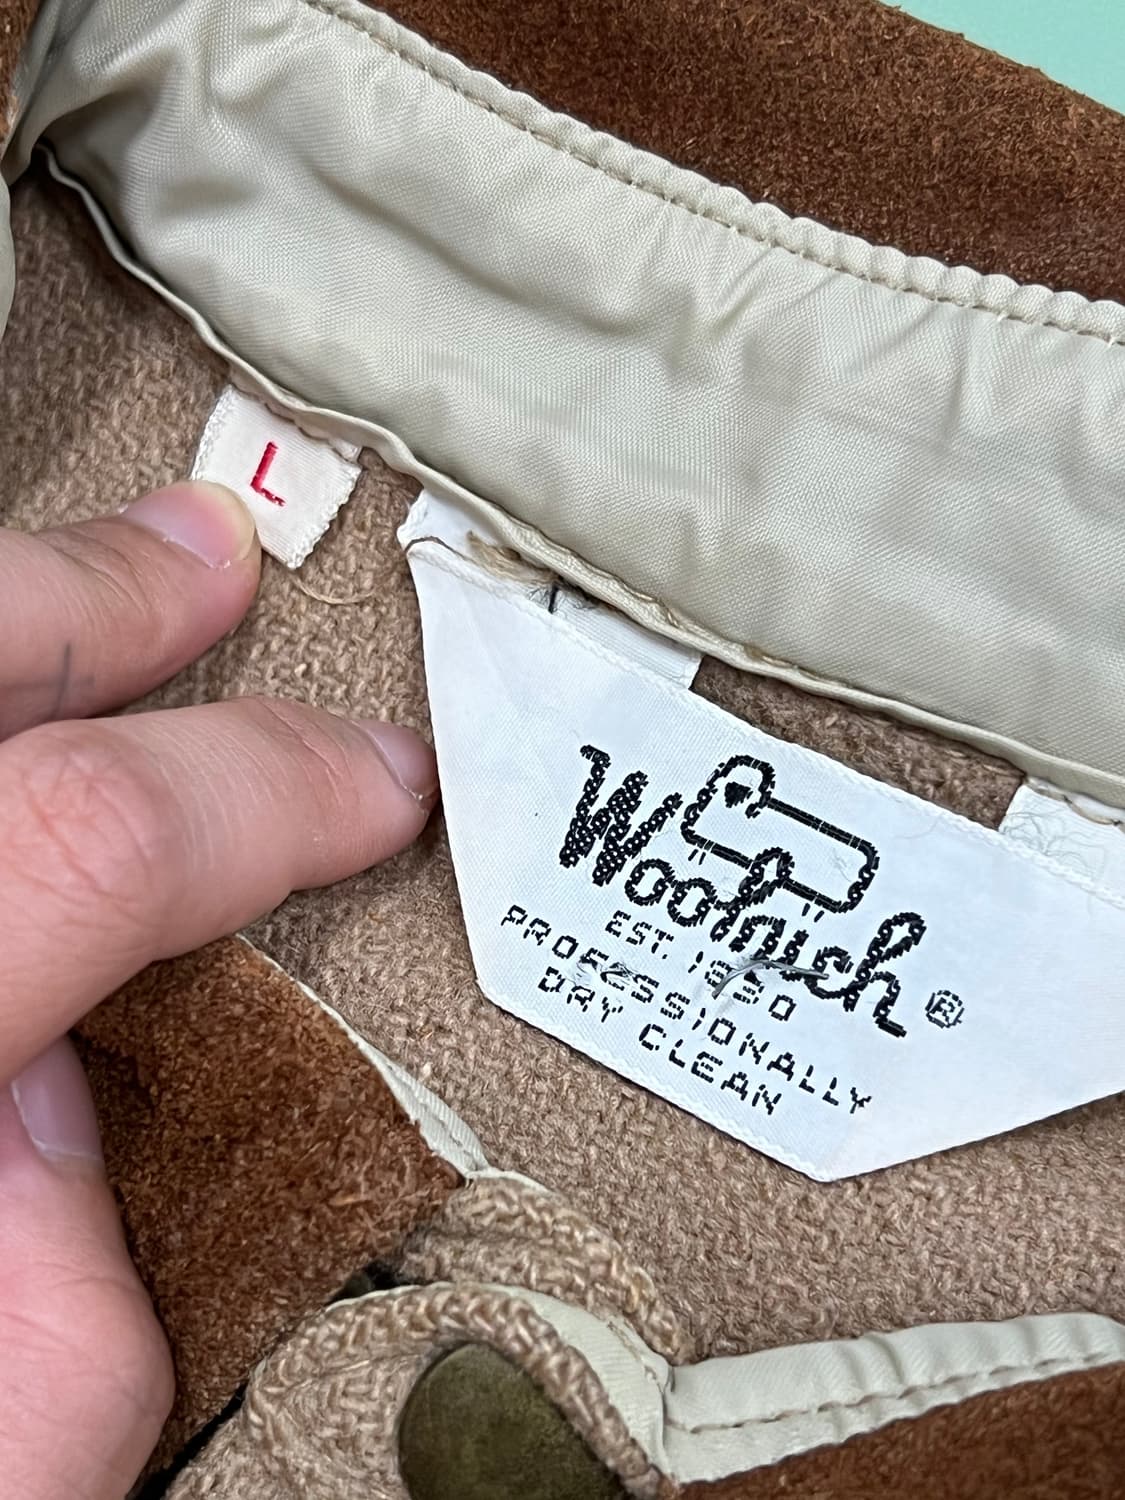 L
Woolrich ®
EST. 1830
PROFESSIONALLY
DRY CLEAN